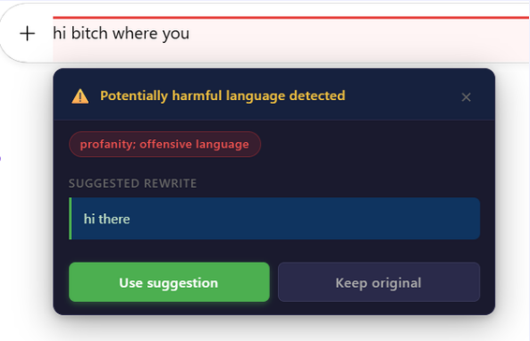 hi bitch where you
Potentially harmful language detected
profanity; offensive language
SUGGESTED REWRITE
hi there
Use suggestion
Keep original